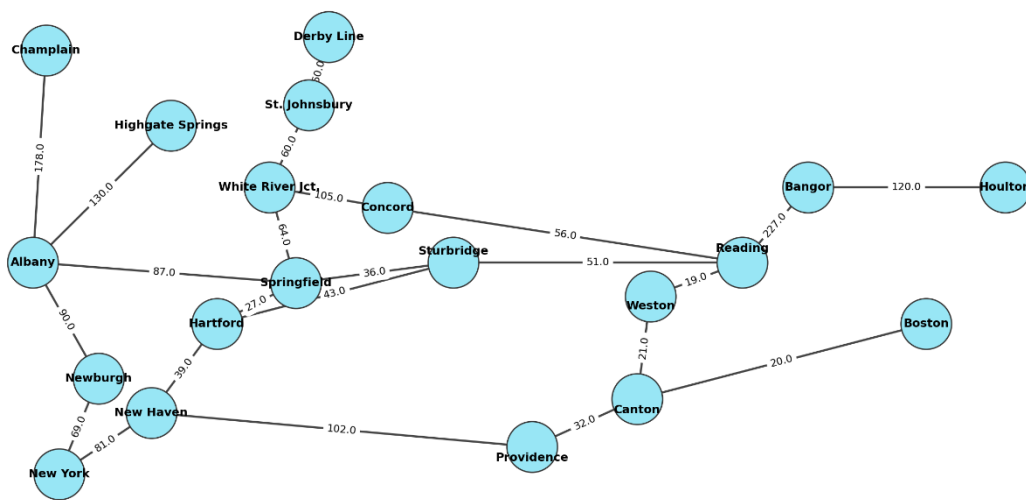 Derby Line
Champlain
50.0
St. Johnsbury
Highgate Springs
60.0
178.0
130.0
White River Jct.
105.0
Concord
Bangor
120.0
Houlton
64.0
56.0
227.0
Albany
87.0
Sturbridge
Reading
36.0
51.0
Springfield
19.0
27.0
43.0
Weston
Hartford
Boston
90.0
21.0
20.0
39.0
Newburgh
New Haven
Canton
69.0
102.0
32.0
81.0
Providence
New York